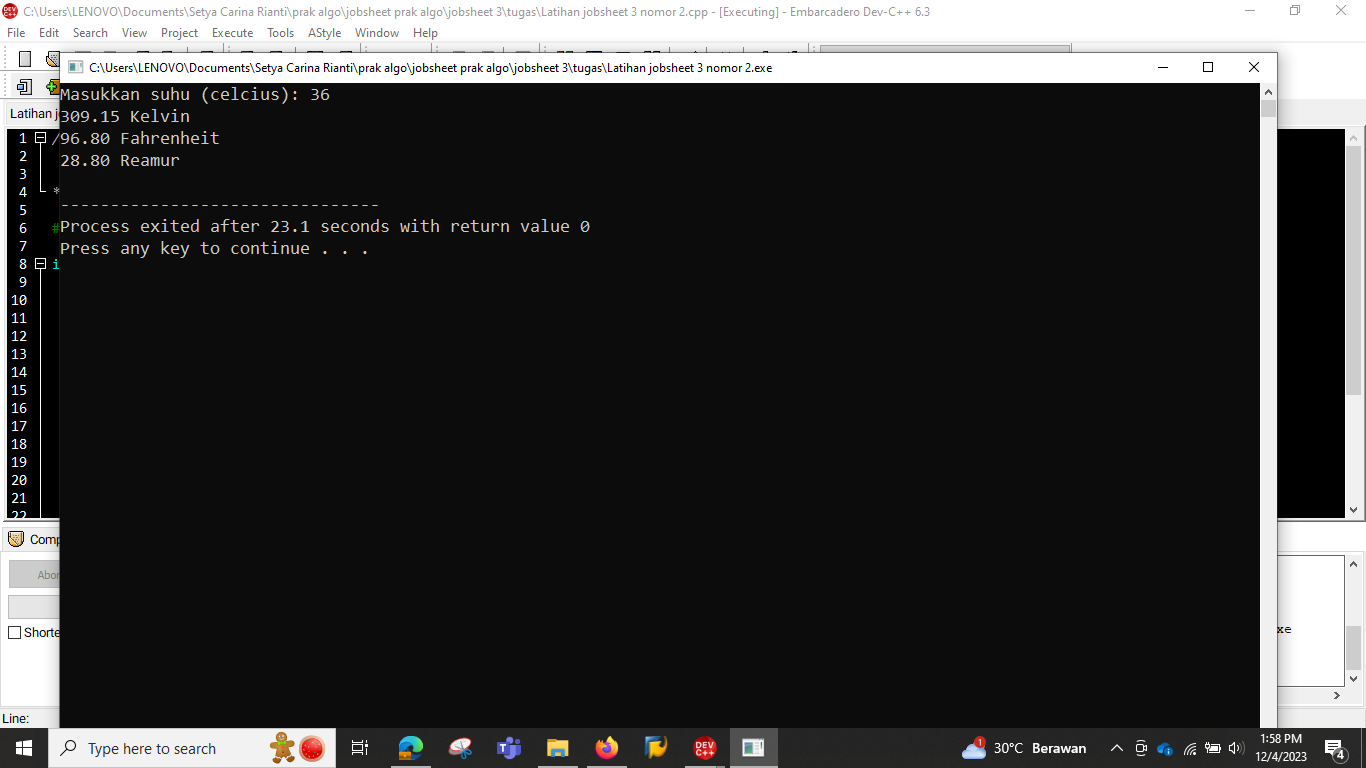 C:\Users\LENOVO\Documents\Setya Carina Rianti\prak algo\jobsheet prak algo\jobsheet 3\tugas\Latihan jobsheet 3 nomor 2.cpp - [Executing] - Embarcadero Dev-C++ 6.3
File Edit Search View Project Execute Tools AStyle Window Help
C:\Users\LENOVO\Documents\Setya Carina Rianti\prak algo\jobsheet prak algo\jobsheet 3\tugas\Latihan jobsheet 3 nomor 2.exe
Masukkan suhu (celcius): 36
Latihan
309.15 Kelvin
1 /
96.80 Fahrenheit
2
28.80 Reamur
3
4 *
5
--------------------------------
6 #
Process exited after 23.1 seconds with return value 0
7
Press any key to continue . . .
8 i
9
10
11
12
13
14
15
16
17
18
19
20
21
22
Shorte
xe
Line:
Type here to search
DEV C++
1
30°C Berawan
1:58 PM
12/4/2023
4